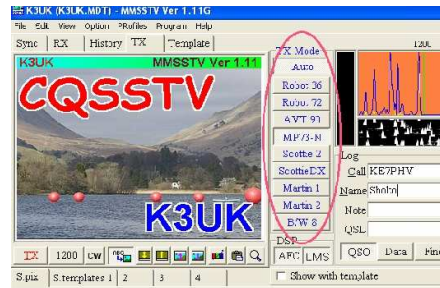 K3UK (K3UK.MDT) - MMSSTV Ver 1.11G
File Edit View Option PRofiles Program Help
Sync RX History TX Template
K3UK MMSSTV Ver 1.11
CQSSTV
K3UK
TX 1200 CW
S.pix S.templates 1 2 3 4
TX Mode
Auto
Robot 36
Robot 72
AVT 90
MP73-N
Scottie 2
ScottieDX
Martin 1
Martin 2
B/W 8
DSP
AFC LMS
Show with template
1200
Log
Call KE7PHV
Name Sholto
Note
QSL
QSO Data Find